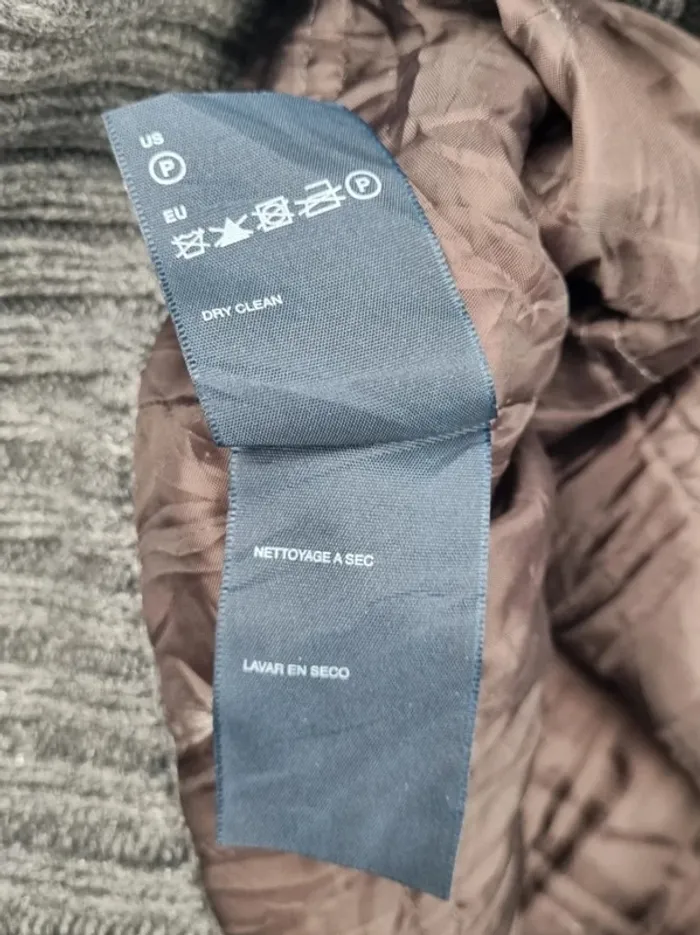 US
P
EU
P
DRY CLEAN
NETTOYAGE A SEC
LAVAR EN SECO